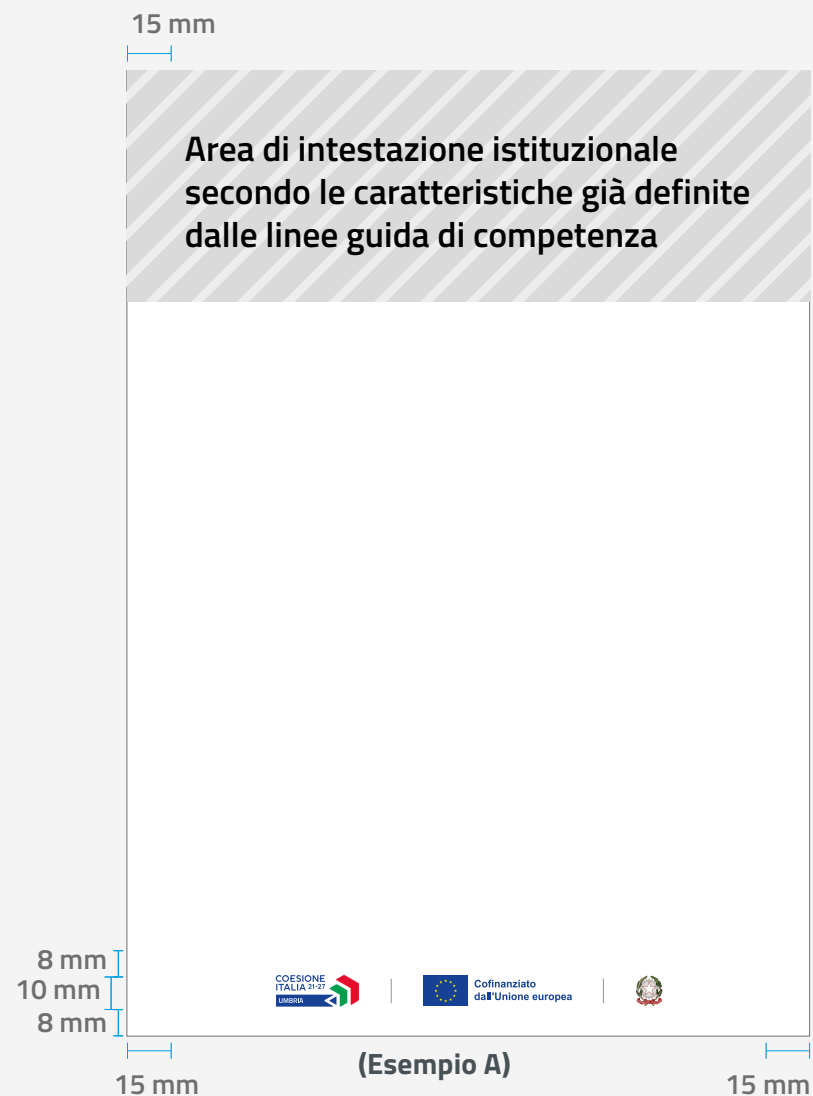 15 mm
Area di intestazione istituzionale
secondo le caratteristiche già definite
dalle linee guida di competenza
8 mm
10 mm
8 mm
COESIONE
ITALIA 21-27
UMBRIA
Cofinanziato
dall'Unione europea
(Esempio A)
15 mm
15 mm